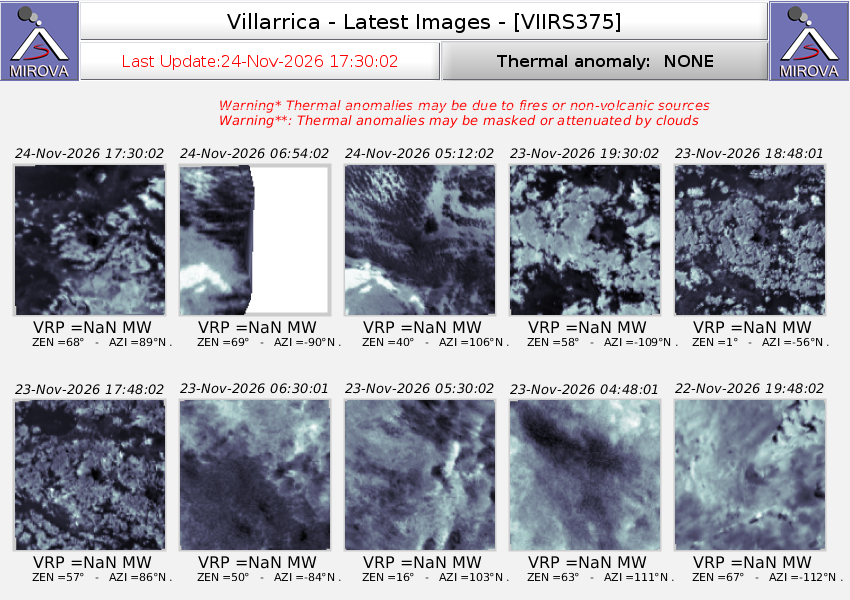 Villarrica - Latest Images - [VIIRS375]
MIROVA
Last Update:24-Nov-2026 17:30:02
Thermal anomaly: NONE
MIROVA
Warning* Thermal anomalies may be due to fires or non-volcanic sources
Warning**: Thermal anomalies may be masked or attenuated by clouds
24-Nov-2026 17:30:02 24-Nov-2026 06:54:02 24-Nov-2026 05:12:02 23-Nov-2026 19:30:02 23-Nov-2026 18:48:01
VRP =NaN MW VRP =NaN MW VRP =NaN MW VRP =NaN MW VRP =NaN MW
ZEN =68° - AZI =89°N . ZEN =69° - AZI =-90°N . ZEN =40° - AZI =106°N . ZEN =58° - AZI =-109°N . ZEN =1° - AZI =-56°N .
23-Nov-2026 17:48:02 23-Nov-2026 06:30:01 23-Nov-2026 05:30:02 23-Nov-2026 04:48:01 22-Nov-2026 19:48:02
VRP =NaN MW VRP =NaN MW VRP =NaN MW VRP =NaN MW VRP =NaN MW
ZEN =57° - AZI =86°N . ZEN =50° - AZI =-84°N . ZEN =16° - AZI =103°N . ZEN =63° - AZI =111°N . ZEN =67° - AZI =-112°N .